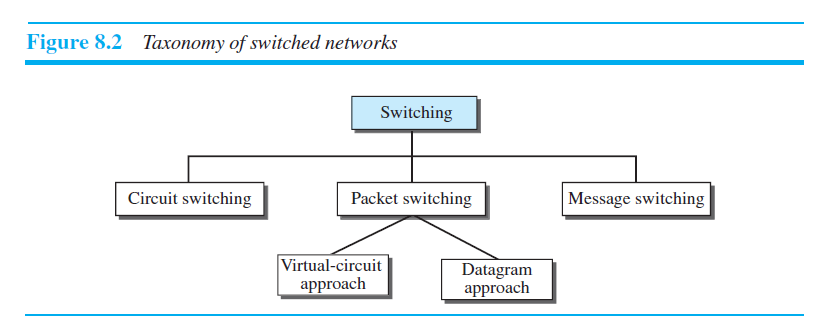 Figure 8.2 Taxonomy of switched networks
Switching
Circuit switching
Packet switching
Message switching
Virtual-circuit
approach
Datagram
approach